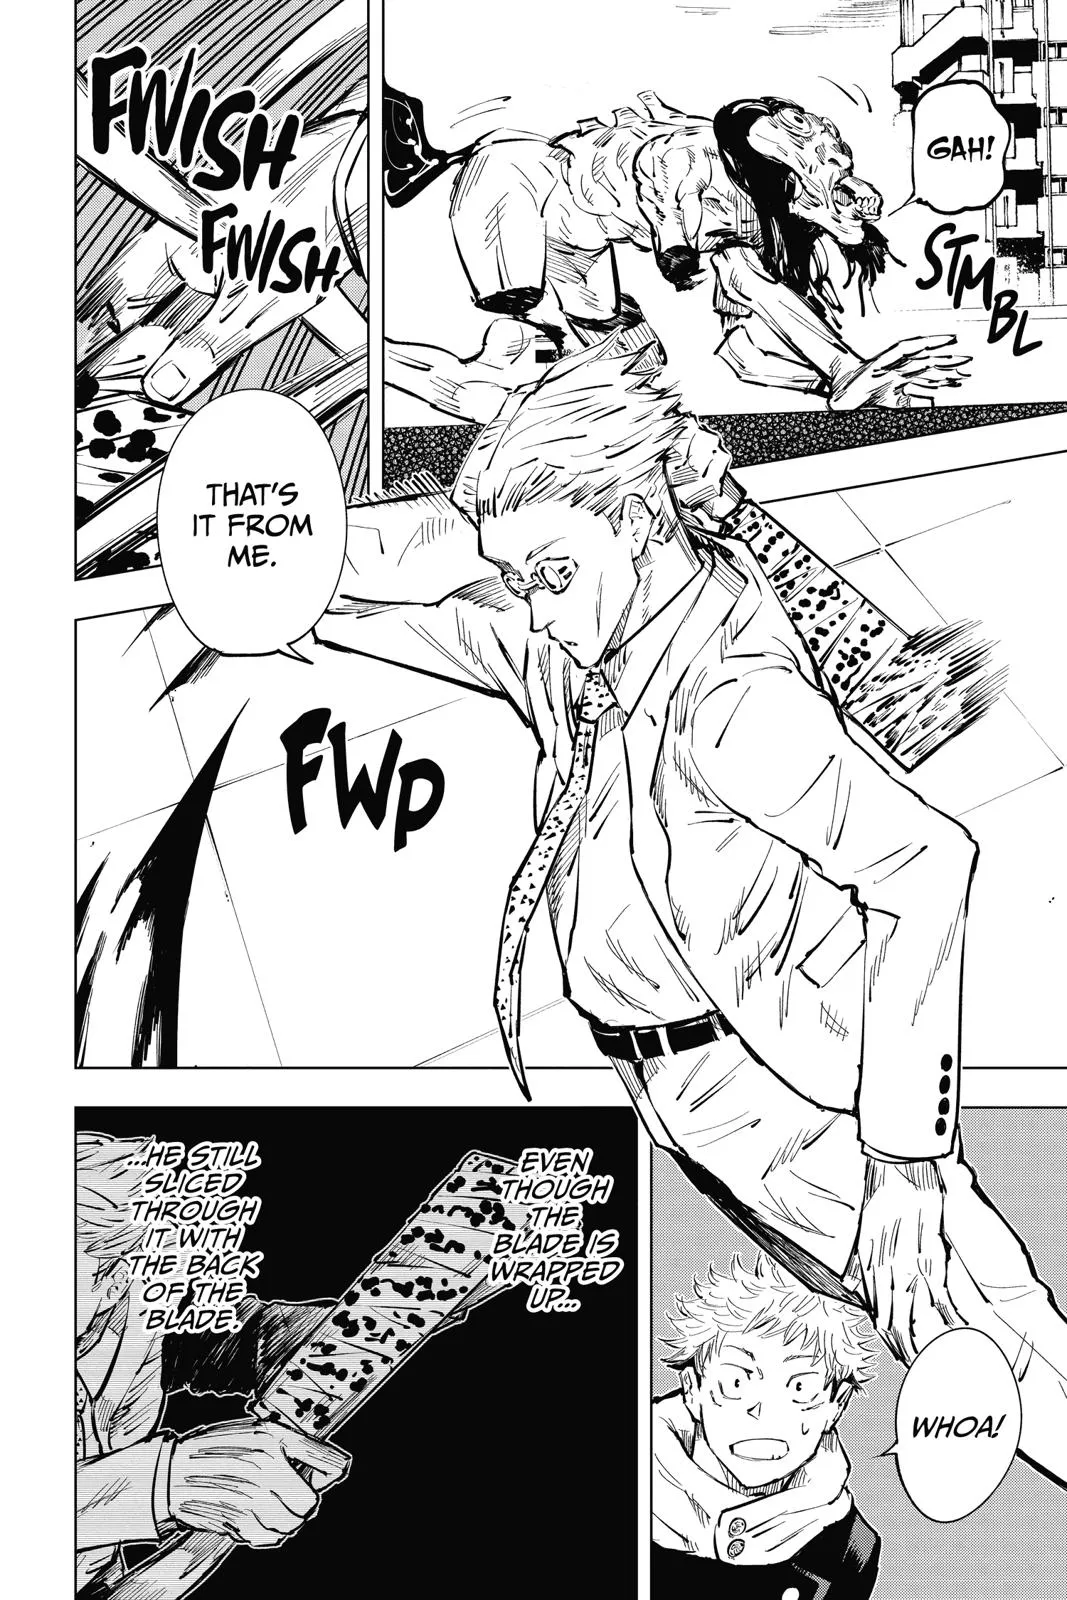 GAH!
STMBL
FWISH
FWISH
THAT'S
IT FROM
ME.
FWP
EVEN
THOUGH
THE
BLADE IS
WRAPPED
UP...
...HE STILL
SLICED
THROUGH
IT WITH
THE BACK
OF THE
BLADE.
WHOA!